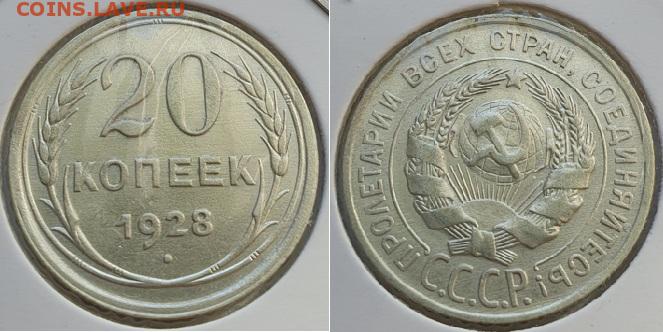 COINS.LAVE.RU
20
КОПЕЕК
1928
ПРОЛЕТАРИИ ВСЕХ СТРАН, СОЕДИНЯЙТЕСЬ!
С.С.С.Р.